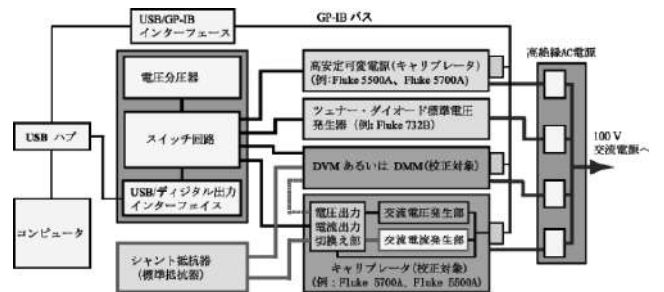 USB/GP-IB
インターフェース
GP-IB バス
高絶縁AC電源
電圧分圧器
スイッチ回路
USB/ディジタル出力
インターフェイス
USB ハブ
コンピュータ
高安定可変電源(キャリブレータ)
(例:Fluke 5500A、Fluke 5700A)
ツェナー・ダイオード標準電圧
発生器(例: Fluke 732B)
DVM あるいは DMM(校正対象)
電圧出力
電流出力
切換え部
交流電圧発生部
交流電流発生部
キャリブレータ(校正対象)
(例:Fluke 5700A、Fluke 5500A)
シャント抵抗器
(標準抵抗器)
100 V
交流電源へ